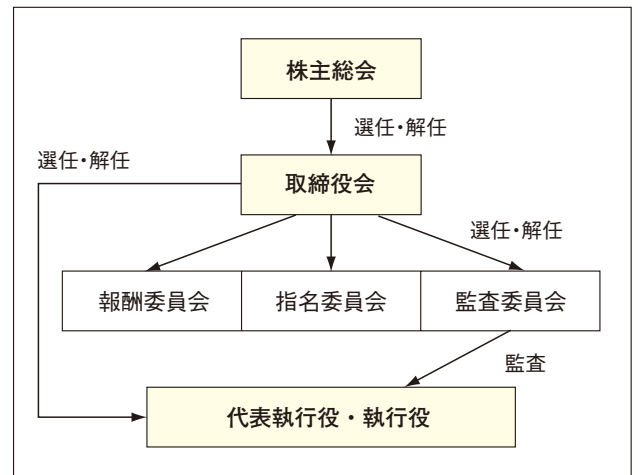 株主総会
選任・解任
選任・解任
取締役会
選任・解任
報酬委員会
指名委員会
監査委員会
監査
代表執行役・執行役